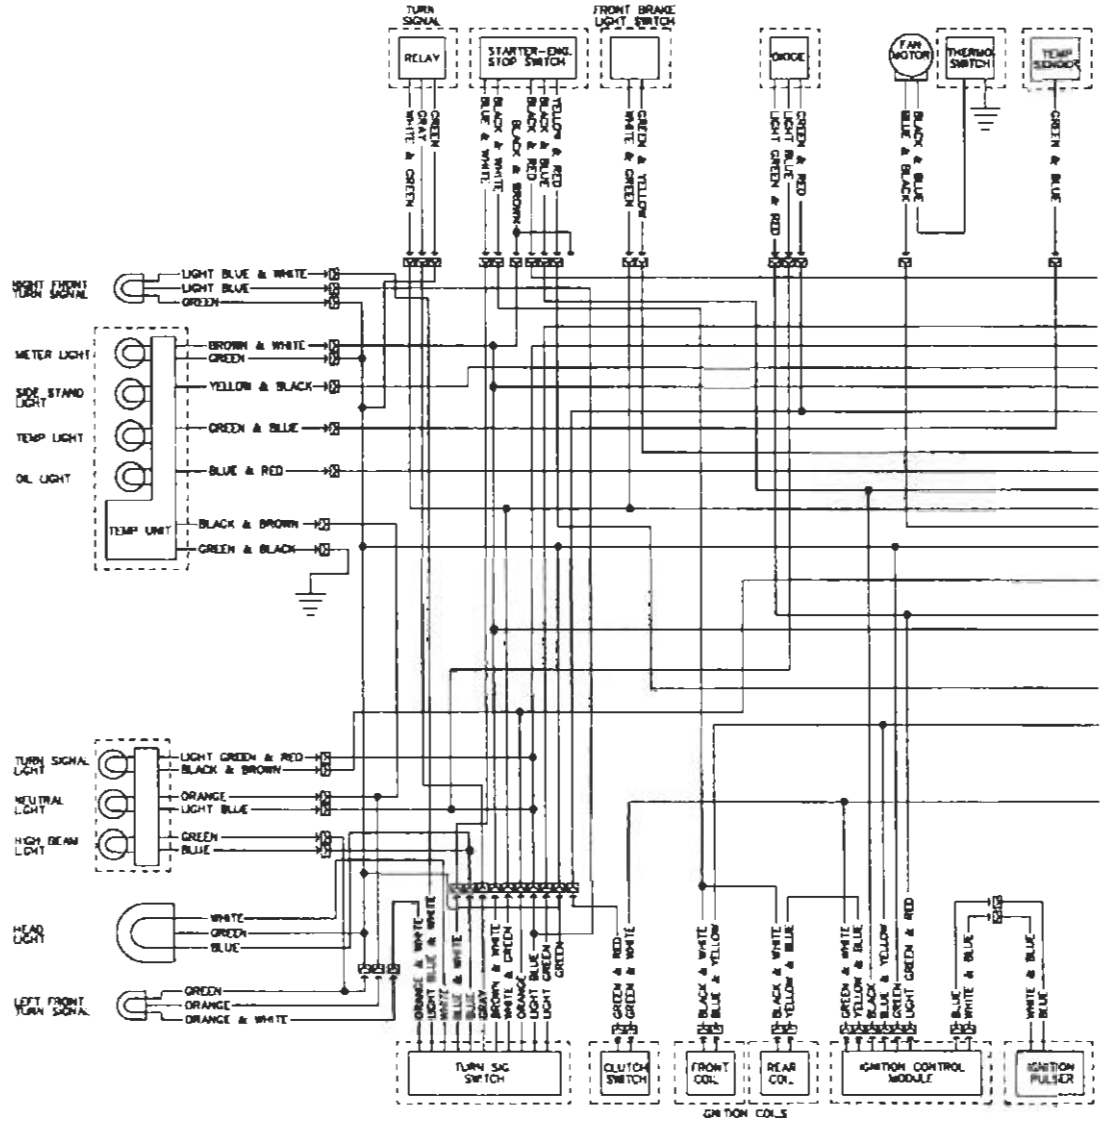 TURN
SIGNAL
FRONT BRAKE
LIGHT SWITCH
RELAY
STARTER-ENG.
STOP SWITCH
DIODE
FAN
MOTOR
THERMO
SWITCH
TEMP
SENDER
WHITE & GREEN
GRAY
GREEN
BLUE & WHITE
BLACK & WHITE
BLACK & BROWN
BLACK & RED
BLACK & BLUE
YELLOW & RED
WHITE & GREEN
GREEN & YELLOW
LIGHT GREEN & RED
LIGHT BLUE
GREEN & RED
BLUE & BLACK
BLACK & BLUE
GREEN & BLUE
RIGHT FRONT
TURN SIGNAL
LIGHT BLUE & WHITE
LIGHT BLUE
GREEN
METER LIGHT
BROWN & WHITE
GREEN
SIDE STAND
LIGHT
YELLOW & BLACK
TEMP LIGHT
GREEN & BLUE
OIL LIGHT
BLUE & RED
TEMP UNIT
BLACK & BROWN
GREEN & BLACK
TURN SIGNAL
LIGHT
LIGHT GREEN & RED
BLACK & BROWN
NEUTRAL
LIGHT
ORANGE
LIGHT BLUE
HIGH BEAM
LIGHT
GREEN
BLUE
HEAD
LIGHT
WHITE
GREEN
BLUE
LEFT FRONT
TURN SIGNAL
GREEN
ORANGE
ORANGE & WHITE
ORANGE & WHITE
LIGHT BLUE & WHITE
WHITE
BLUE & WHITE
BLUE
GRAY
BROWN & WHITE
WHITE & GREEN
ORANGE
LIGHT BLUE
LIGHT GREEN
GREEN
GREEN & RED
GREEN & WHITE
BLACK & WHITE
BLUE & YELLOW
BLACK & WHITE
YELLOW & BLUE
GREEN & WHITE
YELLOW & BLUE
BLACK
BLUE & YELLOW
GREEN
LIGHT GREEN & RED
BLUE
WHITE & BLUE
WHITE & BLUE
BLUE
TURN SIG
SWITCH
CLUTCH
SWITCH
FRONT
COIL
REAR
COIL
IGNITION CONTROL
MODULE
IGNITION
PULSER
IGNITION COILS